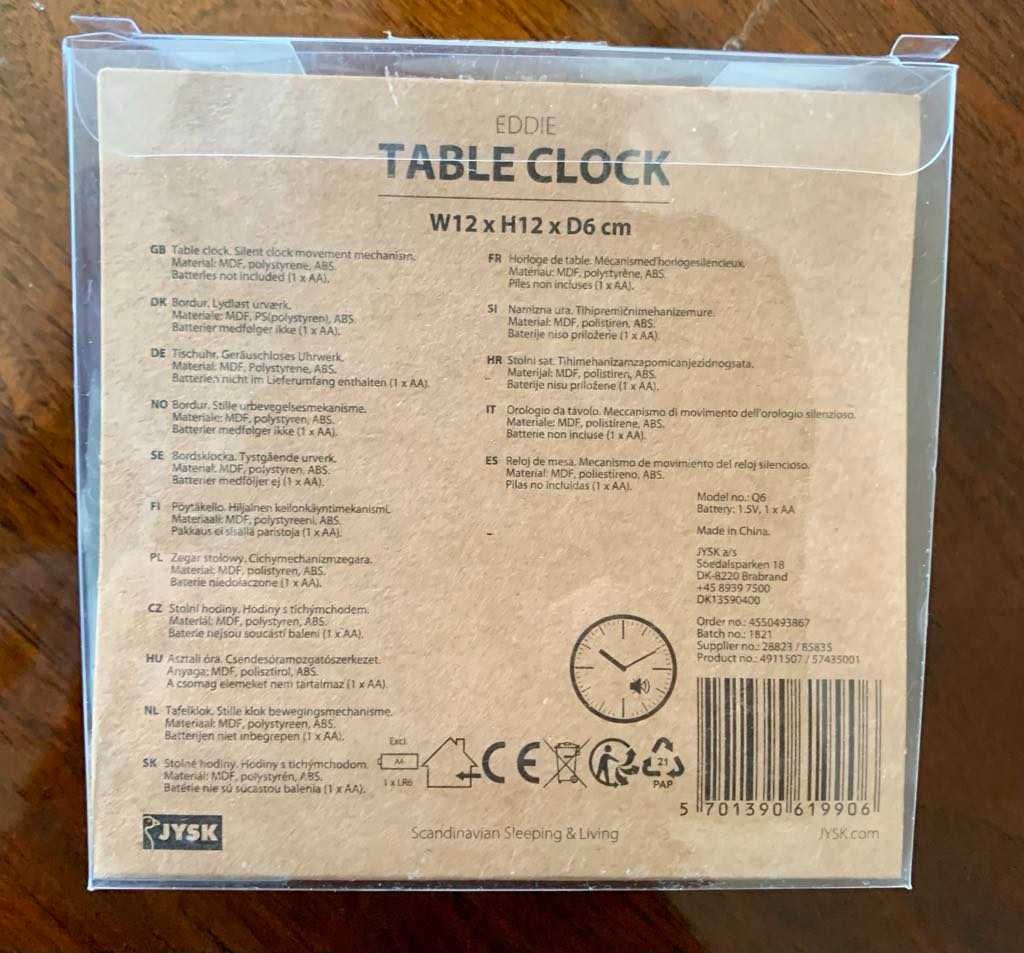 EDDIE
TABLE CLOCK
W12 x H12 x D6 cm
GB Table clock. Silent clock movement mechanism.
Material: MDF, polystyrene, ABS.
Batteries not included (1 x AA).
DK Bordur. Lydløst urværk.
Materiale: MDF, PS(polystyren), ABS.
Batterier medfølger ikke (1 x AA).
DE Tischuhr. Geräuschloses Uhrwerk.
Material: MDF, Polystyrene, ABS.
Batterien nicht im Lieferumfang enthalten (1 x AA).
NO Bordur. Stille urbevegelsesmekanisme.
Materiale: MDF, polystyren, ABS.
Batterier medfølger ikke (1 x AA).
SE Bordsklocka. Tystgående urverk.
Material: MDF, polystyren, ABS.
Batterier medföljer ej (1 x AA).
FI Pöytäkello. Hiljainen kellonkäyntimekanismi.
Materiaali: MDF, polystyreeni, ABS.
Pakkaus ei sisällä paristoja (1 x AA).
PL Zegar stołowy. Cichymechanizmzegara.
Materiał: MDF, polistyren, ABS.
Baterie niedołączone (1 x AA).
CZ Stolní hodiny. Hodiny s tichýmchodem.
Materiál: MDF, polystyren, ABS.
Baterie nejsou součástí balení (1 x AA).
HU Asztali óra. Csendesóramozgatószerkezet.
Anyaga: MDF, polisztirol, ABS.
A csomag elemeket nem tartalmaz (1 x AA).
NL Tafelklok. Stille klok bewegingsmechanisme.
Materiaal: MDF, polystyreen, ABS.
Batterijen niet inbegrepen (1 x AA).
SK Stolné hodiny. Hodiny s tichýmchodom.
Materiál: MDF, polystyrén, ABS.
Batérie nie sú súčasťou balenia (1 x AA).
FR Horloge de table. Mécanismed'horlogesilencieux.
Matériau: MDF, polystyrène, ABS.
Piles non incluses (1 x AA).
SI Namizna ura. Tihipremičnimehanizemure.
Material: MDF, polistiren, ABS.
Baterije niso priložene (1 x AA).
HR Stolni sat. Tihimehanizamzapomicanjezidnogsata.
Materijal: MDF, polistiren, ABS.
Baterije nisu priložene (1 x AA).
IT Orologio da tavolo. Meccanismo di movimento dell'orologio silenzioso.
Materiale: MDF, polistirene, ABS.
Batterie non incluse (1 x AA).
ES Reloj de mesa. Mecanismo de movimiento del reloj silencioso.
Material: MDF, poliestireno, ABS.
Pilas no incluidas (1 x AA).
Model no.: Q6
Battery: 1.5V, 1 x AA
Made in China.
JYSK a/s
Soedalsparken 18
DK-8220 Brabrand
+45 8939 7500
DK13590400
Order no.: 4550493867
Batch no.: 1821
Supplier no.: 28823 / 85835
Product no.: 4911507 / 57435001
Excl.
AA
1 x LR6
CE
21
PAP
5 701390 619906
JYSK
Scandinavian Sleeping & Living
JYSK.com